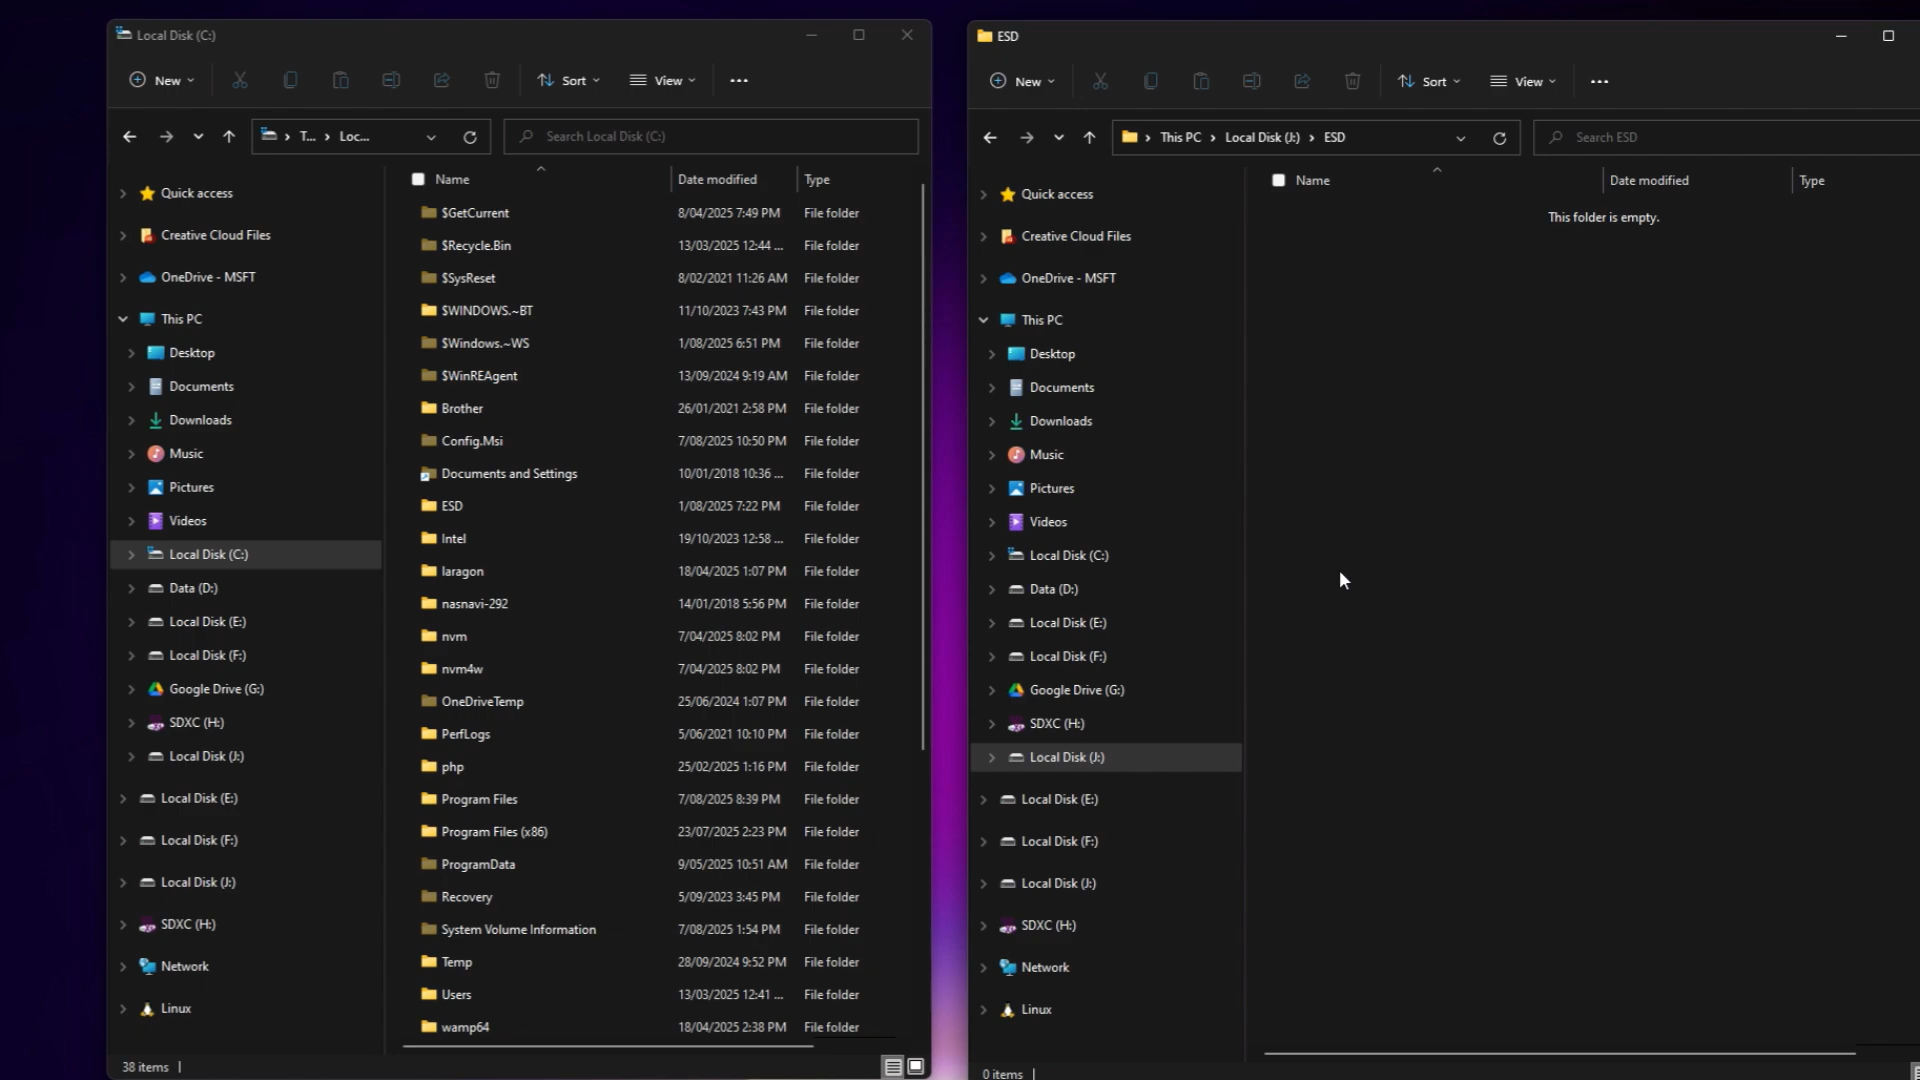 Local Disk (C:)
New
Sort
View
T... > Loc...
Search Local Disk (C:)
Quick access
Creative Cloud Files
OneDrive - MSFT
This PC
Desktop
Documents
Downloads
Music
Pictures
Videos
Local Disk (C:)
Data (D:)
Local Disk (E:)
Local Disk (F:)
Google Drive (G:)
SDXC (H:)
Local Disk (J:)
Local Disk (E:)
Local Disk (F:)
Local Disk (J:)
SDXC (H:)
Network
Linux
Name Date modified Type
$GetCurrent 8/04/2025 7:49 PM File folder
$Recycle.Bin 13/03/2025 12:44 ... File folder
$SysReset 8/02/2021 11:26 AM File folder
$WINDOWS.~BT 11/10/2023 7:43 PM File folder
$Windows.~WS 1/08/2025 6:51 PM File folder
$WinREAgent 13/09/2024 9:19 AM File folder
Brother 26/01/2021 2:58 PM File folder
Config.Msi 7/08/2025 10:50 PM File folder
Documents and Settings 10/01/2018 10:36 ... File folder
ESD 1/08/2025 7:22 PM File folder
Intel 19/10/2023 12:58 ... File folder
laragon 18/04/2025 1:07 PM File folder
nasnavi-292 14/01/2018 5:56 PM File folder
nvm 7/04/2025 8:02 PM File folder
nvm4w 7/04/2025 8:02 PM File folder
OneDriveTemp 25/06/2024 1:07 PM File folder
PerfLogs 5/06/2021 10:10 PM File folder
php 25/02/2025 1:16 PM File folder
Program Files 7/08/2025 8:39 PM File folder
Program Files (x86) 23/07/2025 2:23 PM File folder
ProgramData 9/05/2025 10:51 AM File folder
Recovery 5/09/2023 3:45 PM File folder
System Volume Information 7/08/2025 1:54 PM File folder
Temp 28/09/2024 9:52 PM File folder
Users 13/03/2025 12:41 ... File folder
wamp64 18/04/2025 2:38 PM File folder
38 items
ESD
New
Sort
View
This PC > Local Disk (J:) > ESD
Search ESD
Quick access
Creative Cloud Files
OneDrive - MSFT
This PC
Desktop
Documents
Downloads
Music
Pictures
Videos
Local Disk (C:)
Data (D:)
Local Disk (E:)
Local Disk (F:)
Google Drive (G:)
SDXC (H:)
Local Disk (J:)
Local Disk (E:)
Local Disk (F:)
Local Disk (J:)
SDXC (H:)
Network
Linux
Name Date modified Type
This folder is empty.
0 items